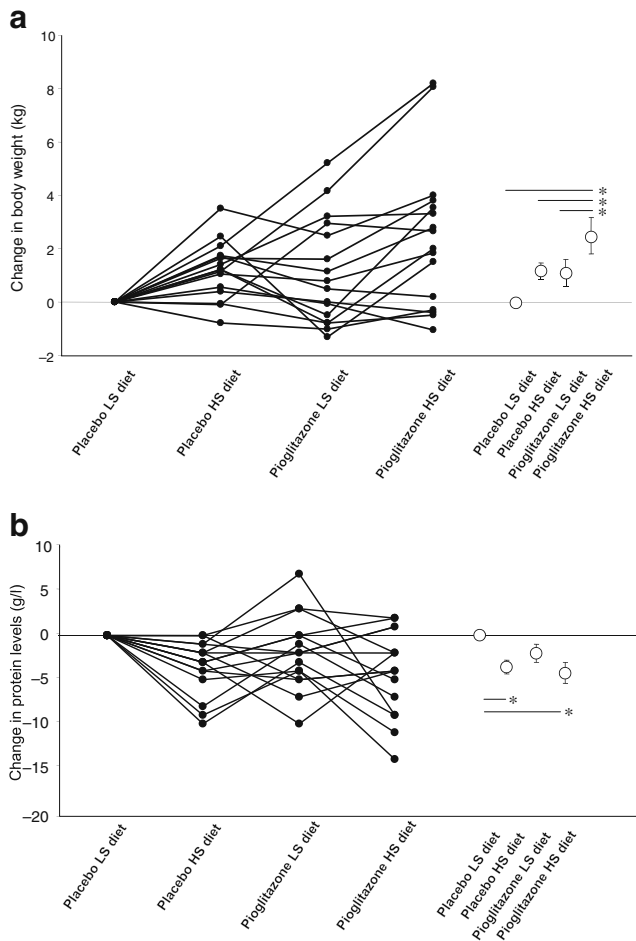 a
Change in body weight (kg)
10
8
6
4
2
0
−2
*
*
*
Placebo LS diet
Placebo HS diet
Pioglitazone LS diet
Pioglitazone HS diet
Placebo LS diet
Placebo HS diet
Pioglitazone LS diet
Pioglitazone HS diet
b
Change in protein levels (g/l)
10
5
0
−5
−10
−15
−20
*
*
Placebo LS diet
Placebo HS diet
Pioglitazone LS diet
Pioglitazone HS diet
Placebo LS diet
Placebo HS diet
Pioglitazone LS diet
Pioglitazone HS diet